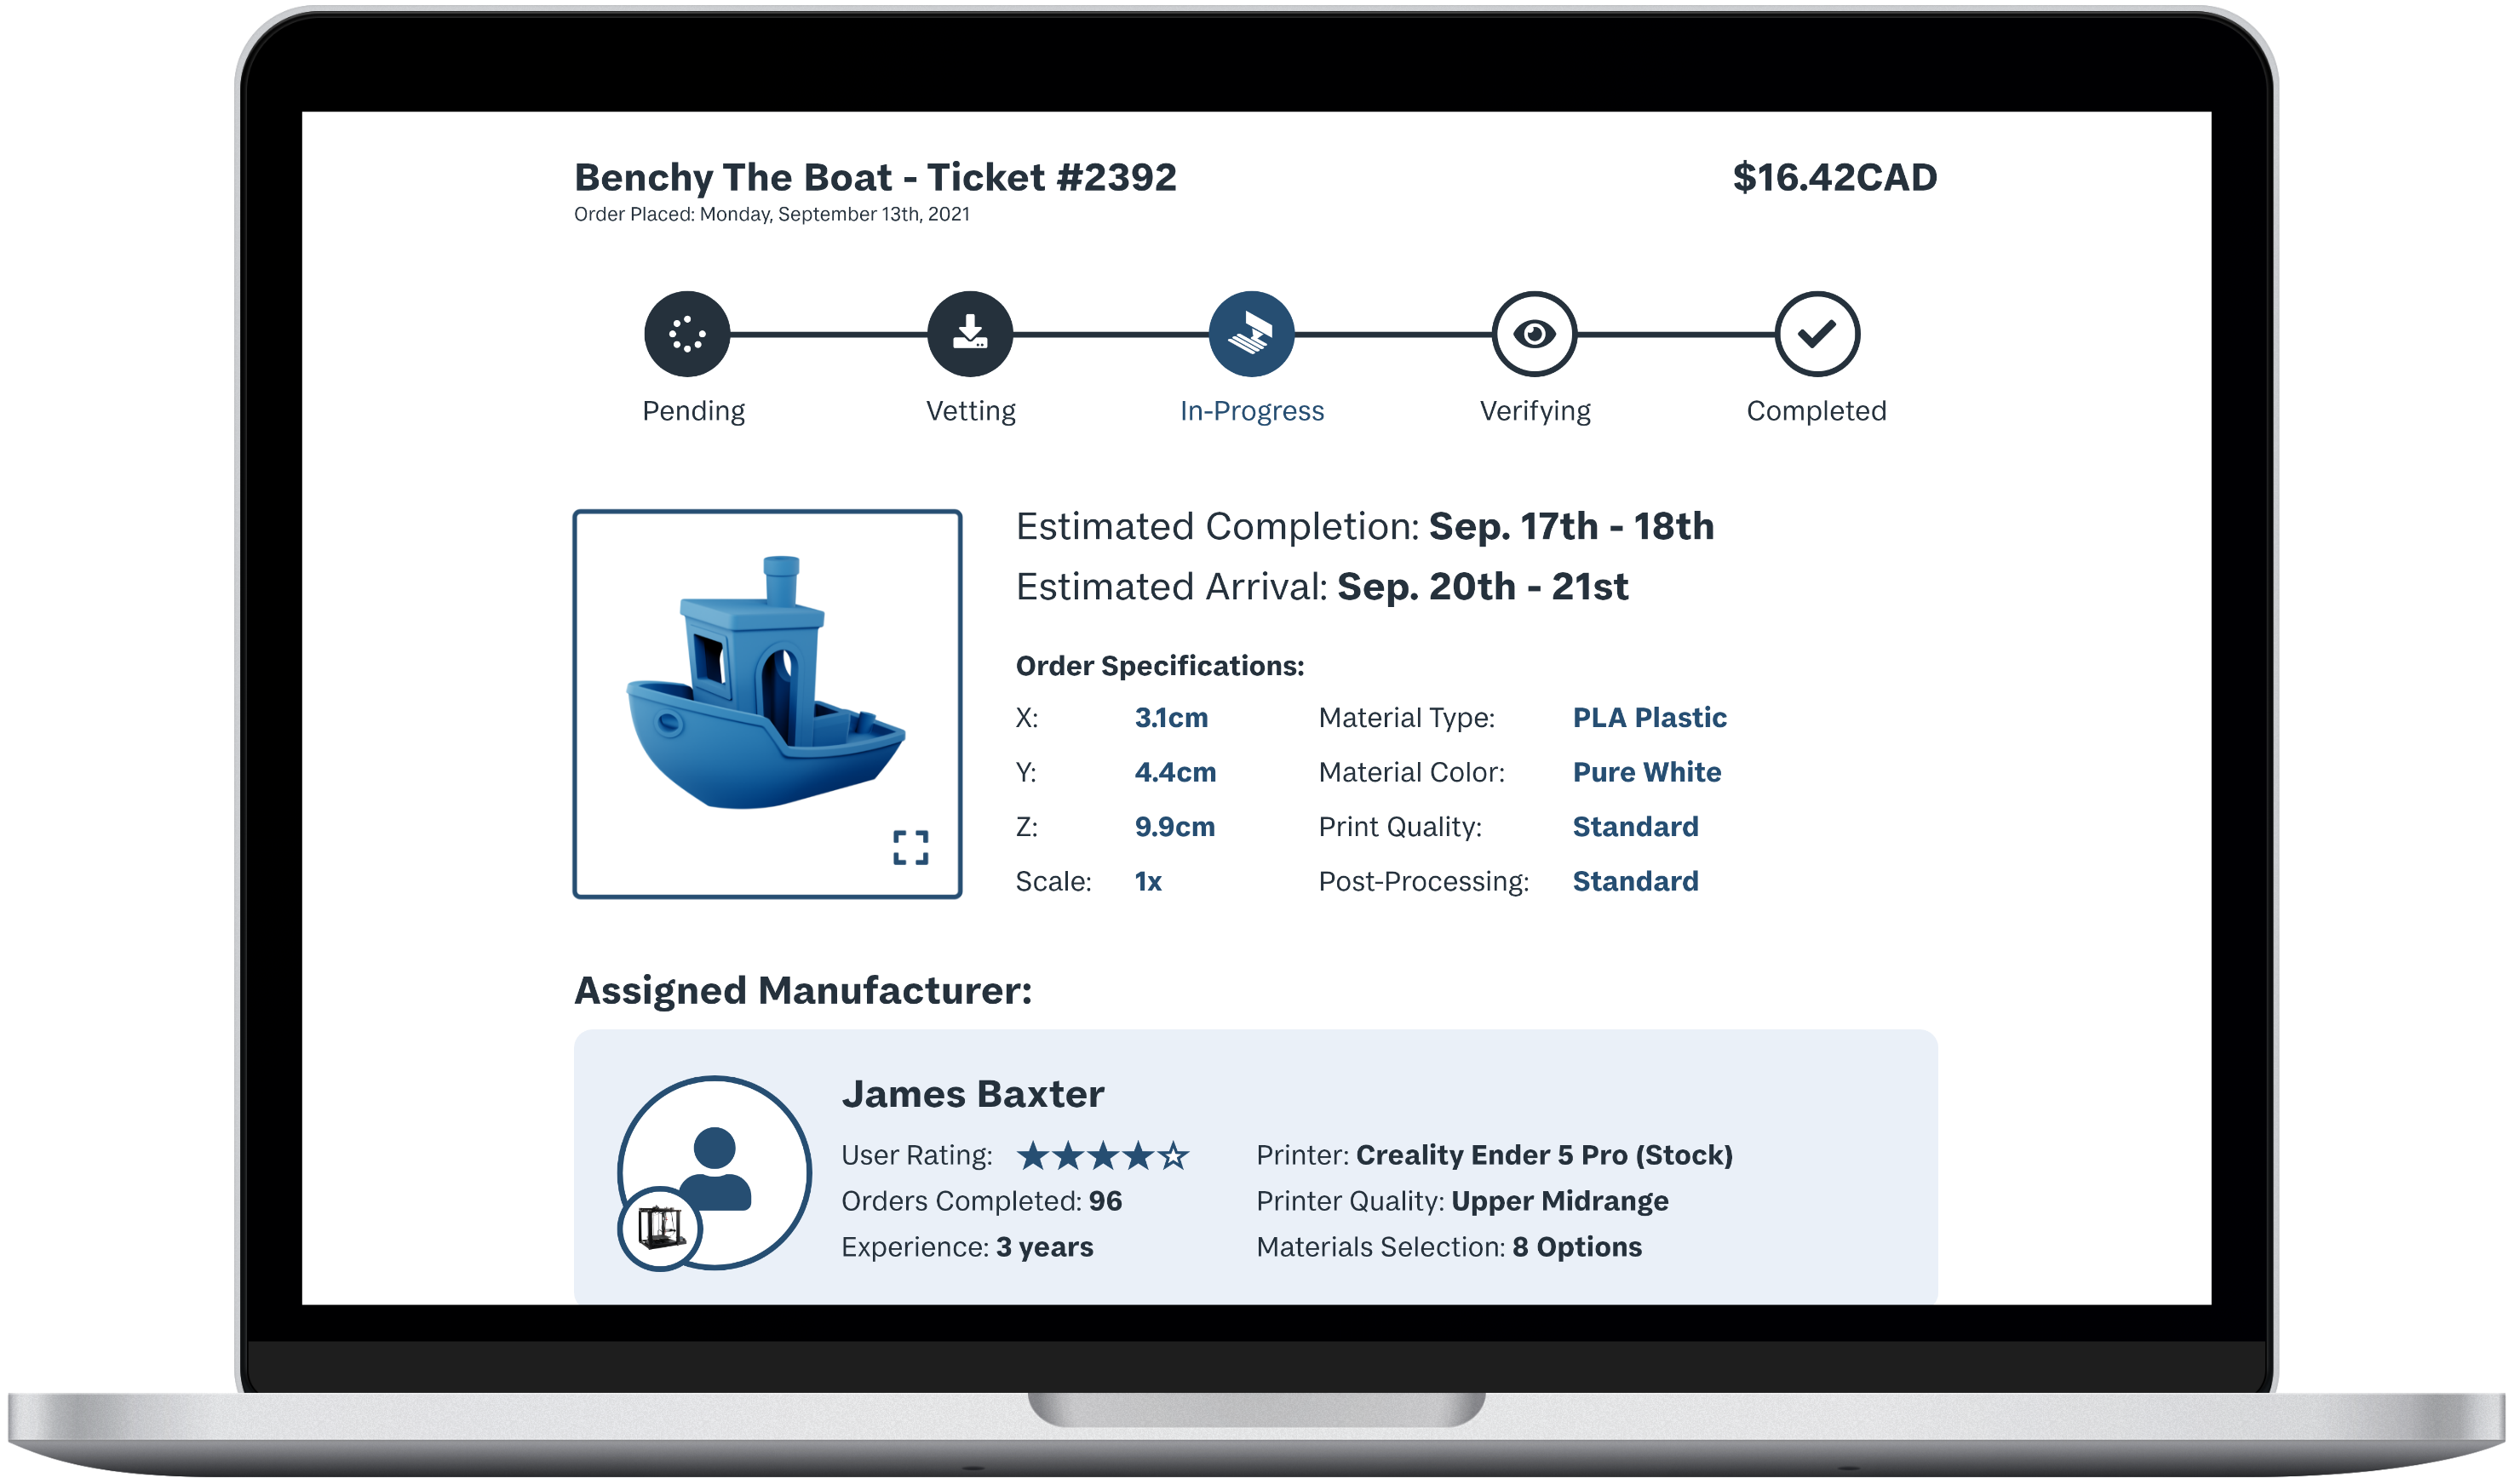 Benchy The Boat - Ticket #2392
$16.42CAD
Order Placed: Monday, September 13th, 2021
Pending
Vetting
In-Progress
Verifying
Completed
Estimated Completion: Sep. 17th - 18th
Estimated Arrival: Sep. 20th - 21st
Order Specifications:
X: 3.1cm Material Type: PLA Plastic
Y: 4.4cm Material Color: Pure White
Z: 9.9cm Print Quality: Standard
Scale: 1x Post-Processing: Standard
Assigned Manufacturer:
James Baxter
User Rating: Printer: Creality Ender 5 Pro (Stock)
Orders Completed: 96 Printer Quality: Upper Midrange
Experience: 3 years Materials Selection: 8 Options